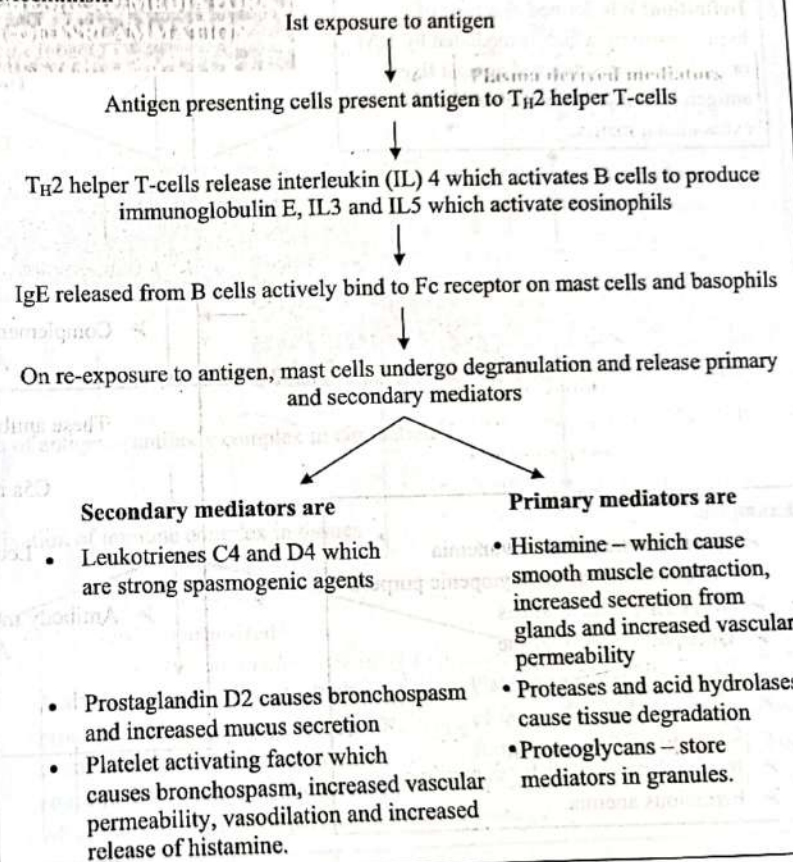 Ist exposure to antigen
Plasma derived mediators
Antigen presenting cells present antigen to TH2 helper T-cells
TH2 helper T-cells release interleukin (IL) 4 which activates B cells to produce
immunoglobulin E, IL3 and IL5 which activate eosinophils
IgE released from B cells actively bind to Fc receptor on mast cells and basophils
On re-exposure to antigen, mast cells undergo degranulation and release primary
and secondary mediators
Secondary mediators are
• Leukotrienes C4 and D4 which
are strong spasmogenic agents
• Prostaglandin D2 causes bronchospasm
and increased mucus secretion
• Platelet activating factor which
causes bronchospasm, increased vascular
permeability, vasodilation and increased
release of histamine.
Primary mediators are
• Histamine – which cause
smooth muscle contraction,
increased secretion from
glands and increased vascular
permeability
• Proteases and acid hydrolases
cause tissue degradation
• Proteoglycans – store
mediators in granules.